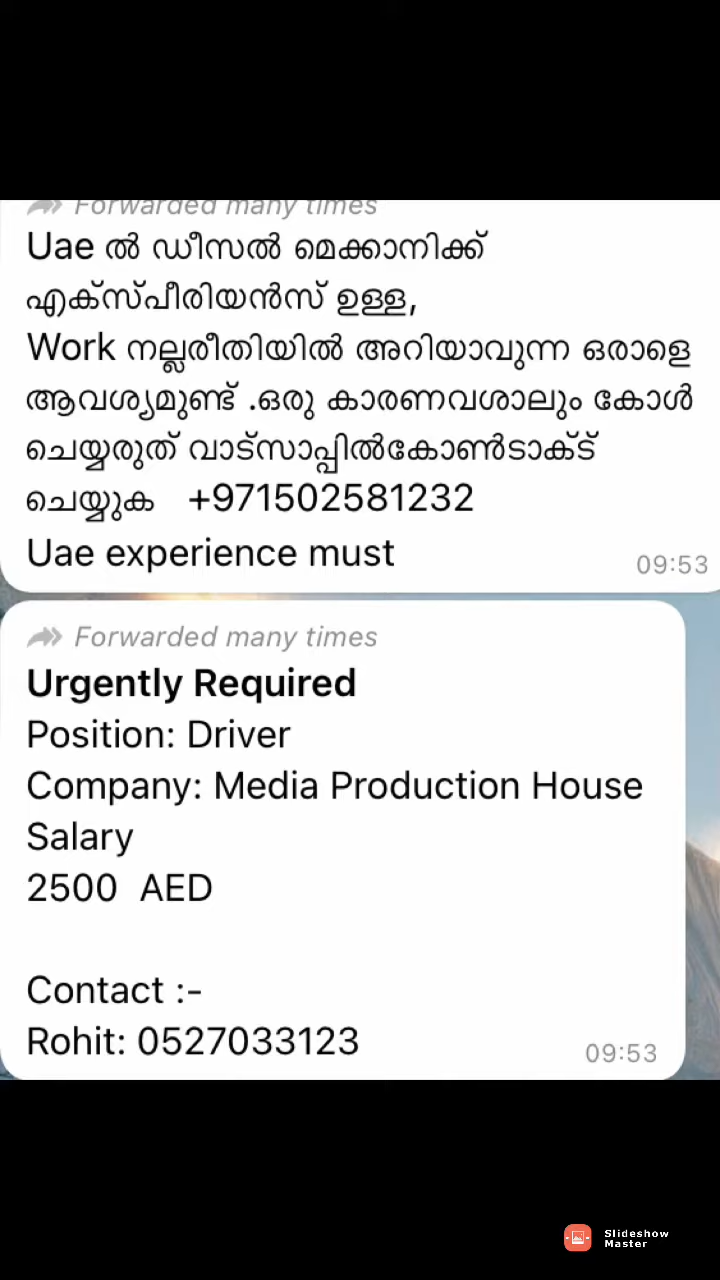 Forwarded many times
Uae ൽ ഡീസൽ മെക്കാനിക്ക്
എക്സ്പീരിയൻസ് ഉള്ള,
Work നല്ലരീതിയിൽ അറിയാവുന്ന ഒരാളെ
ആവശ്യമുണ്ട് .ഒരു കാരണവശാലും കോൾ
ചെയ്യരുത് വാട്സാപ്പിൽകോൺടാക്ട്
ചെയ്യുക +971502581232
Uae experience must
09:53
Forwarded many times
Urgently Required
Position: Driver
Company: Media Production House
Salary
2500 AED
Contact :-
Rohit: 0527033123
09:53
Slideshow
Master